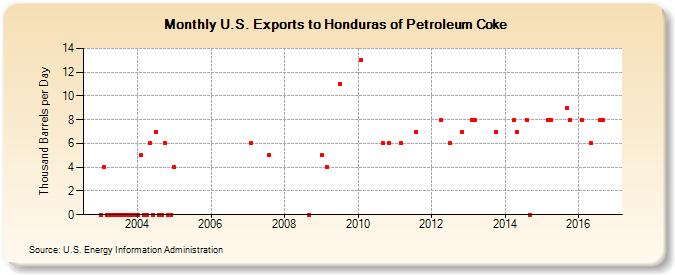 Monthly U.S. Exports to Honduras of Petroleum Coke
Thousand Barrels per Day
14
12
10
8
6
4
2
0
2004 2006 2008 2010 2012 2014 2016
Source: U.S. Energy Information Administration